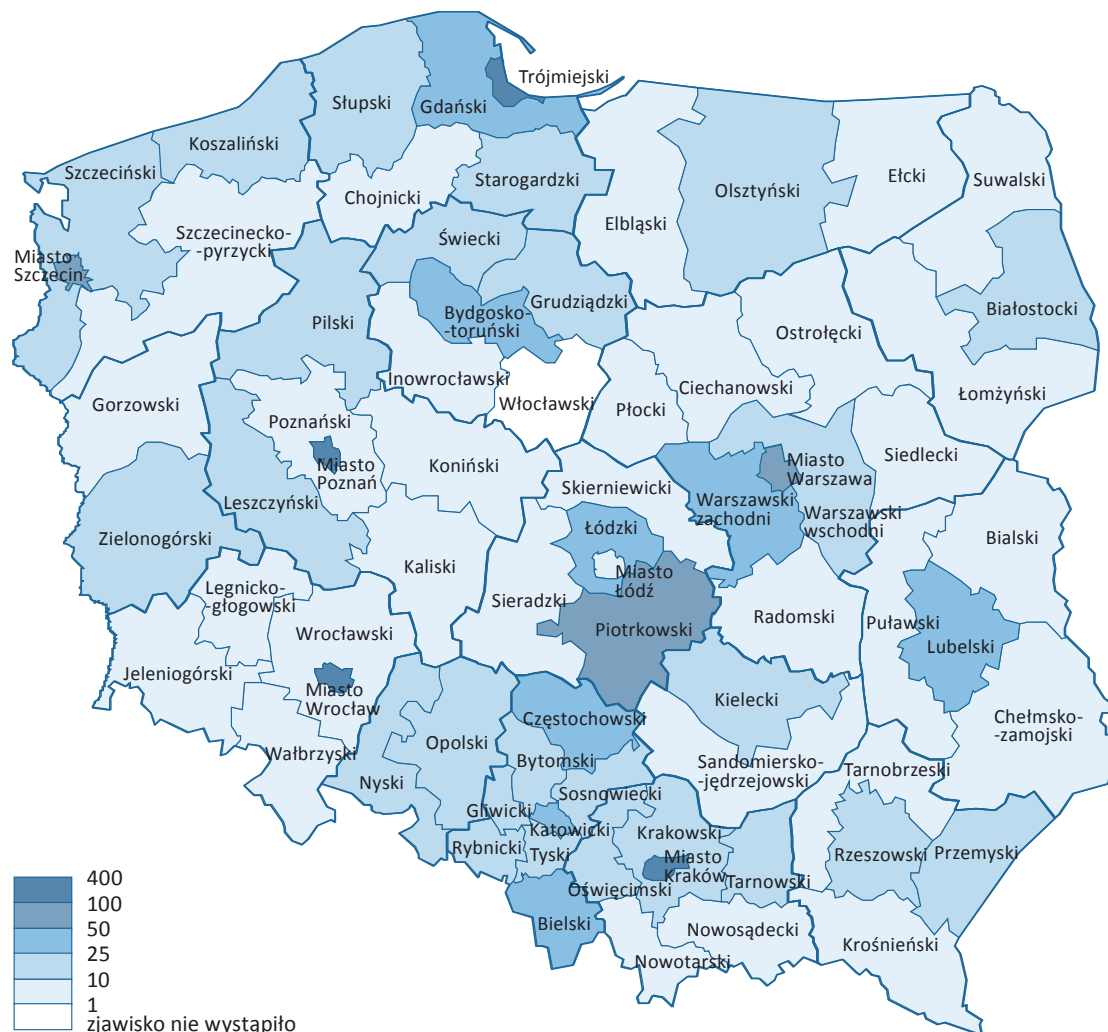 Trójmiejski
Słupski
Gdański
Koszaliński
Szczeciński
Starogardzki
Chojnicki
Olsztyński
Ełcki
Suwalski
Elbląski
Szczecinecko-
-pyrzycki
Świecki
Miasto
Szczecin
Grudziądzki
Białostocki
Bydgosko-
-toruński
Pilski
Ostrołęcki
Inowrocławski
Ciechanowski
Włocławski
Płocki
Łomżyński
Gorzowski
Poznański
Miasto
Poznań
Koniński
Siedlecki
Miasto
Warszawa
Skierniewicki
Warszawski
zachodni
Leszczyński
Warszawski
wschodni
Łódzki
Zielonogórski
Bialski
Kaliski
Miasto
Łódź
Legnicko-
-głogowski
Sieradzki
Radomski
Puławski
Wrocławski
Piotrkowski
Lubelski
Jeleniogórski
Miasto
Wrocław
Kielecki
Chełmsko-
-zamojski
Częstochowski
Opolski
Wałbrzyski
Bytomski
Sandomiersko-
-jędrzejowski
Tarnobrzeski
Nyski
Sosnowiecki
Gliwicki
Katowicki
Krakowski
Rybnicki
Tyski
Miasto
Kraków
Rzeszowski
Przemyski
Oświęcimski
Tarnowski
Bielski
Nowosądecki
Krośnieński
Nowotarski
400
100
50
25
10
1
zjawisko nie wystąpiło